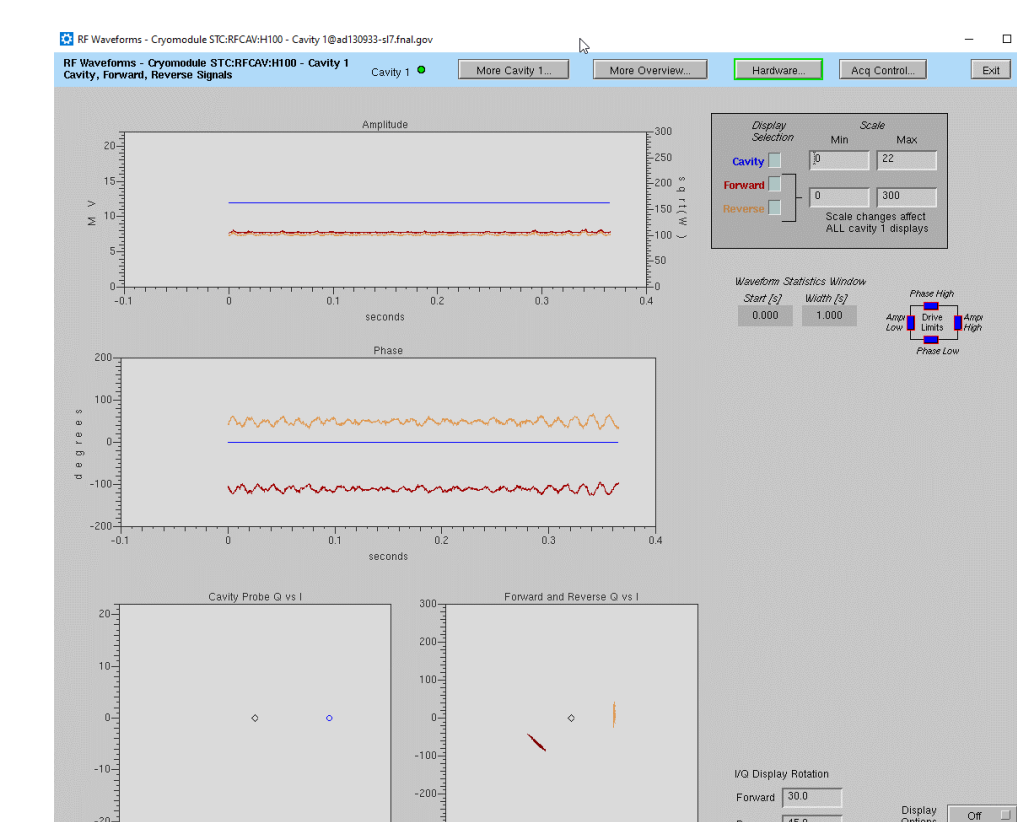 RF Waveforms - Cryomodule STC:RFCAV:H100 - Cavity 1@ad130933-sl7.fnal.gov
RF Waveforms - Cryomodule STC:RFCAV:H100 - Cavity 1
Cavity, Forward, Reverse Signals
Cavity 1
More Cavity 1...
More Overview...
Hardware...
Acq Control...
Exit
Amplitude
20
15
10
5
0
M V
300
250
200
150
100
50
0
sqrt(W)
-0.1
0
0.1
0.2
0.3
0.4
seconds
Display
Selection
Scale
Min
Max
Cavity
0
22
Forward
Reverse
0
300
Scale changes affect
ALL cavity 1 displays
Waveform Statistics Window
Start [s]
Width [s]
0.000
1.000
Phase High
Drive
Limits
Low
High
Phase Low
Phase
200
100
0
-100
-200
degrees
-0.1
0
0.1
0.2
0.3
0.4
seconds
Cavity Probe Q vs I
20
10
0
-10
-20
Forward and Reverse Q vs I
300
200
100
0
-100
-200
I/Q Display Rotation
Forward
30.0
45.0
Display
Options
Off